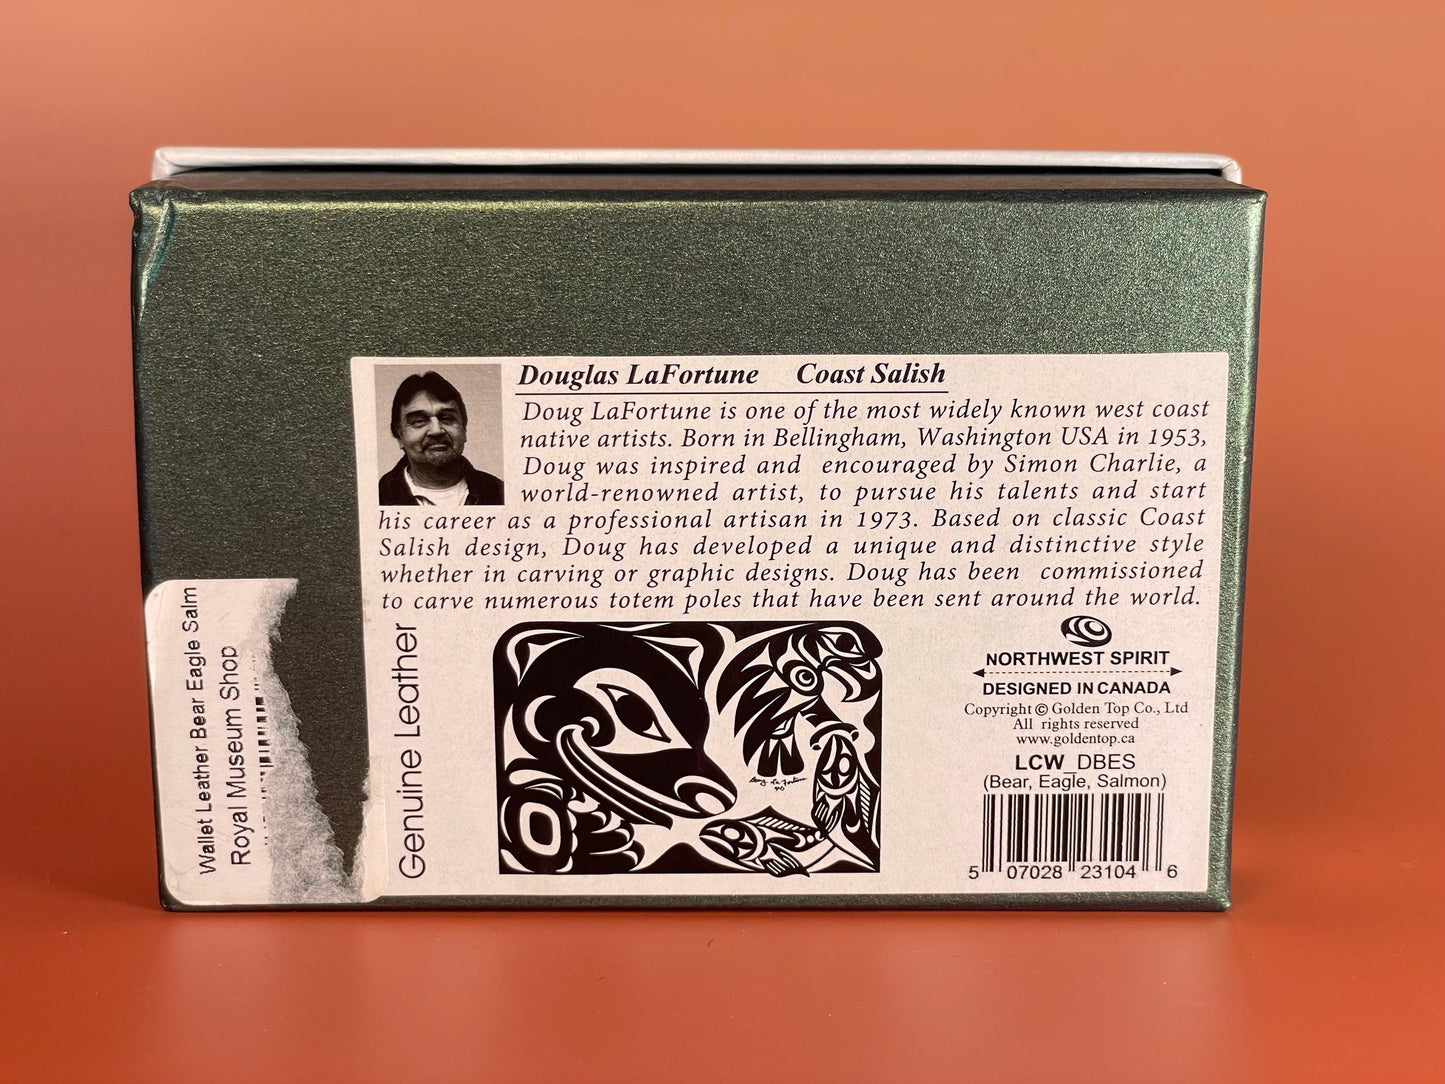 Douglas LaFortune Coast Salish
Doug LaFortune is one of the most widely known west coast
native artists. Born in Bellingham, Washington USA in 1953,
Doug was inspired and encouraged by Simon Charlie, a
world-renowned artist, to pursue his talents and start
his career as a professional artisan in 1973. Based on classic Coast
Salish design, Doug has developed a unique and distinctive style
whether in carving or graphic designs. Doug has been commissioned
to carve numerous totem poles that have been sent around the world.
Genuine Leather
Doug La Fortune
NORTHWEST SPIRIT
DESIGNED IN CANADA
Copyright © Golden Top Co., Ltd
All rights reserved
www.goldentop.ca
LCW_DBES
(Bear, Eagle, Salmon)
5 07028 23104 6
Wallet Leather Bear Eagle Salm
Royal Museum Shop